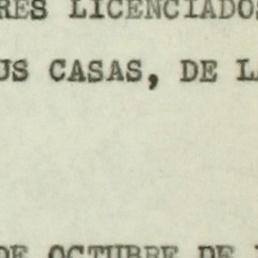 RES LICENCIADOS
US CASAS, DE LA
DE OCTUBRE DE